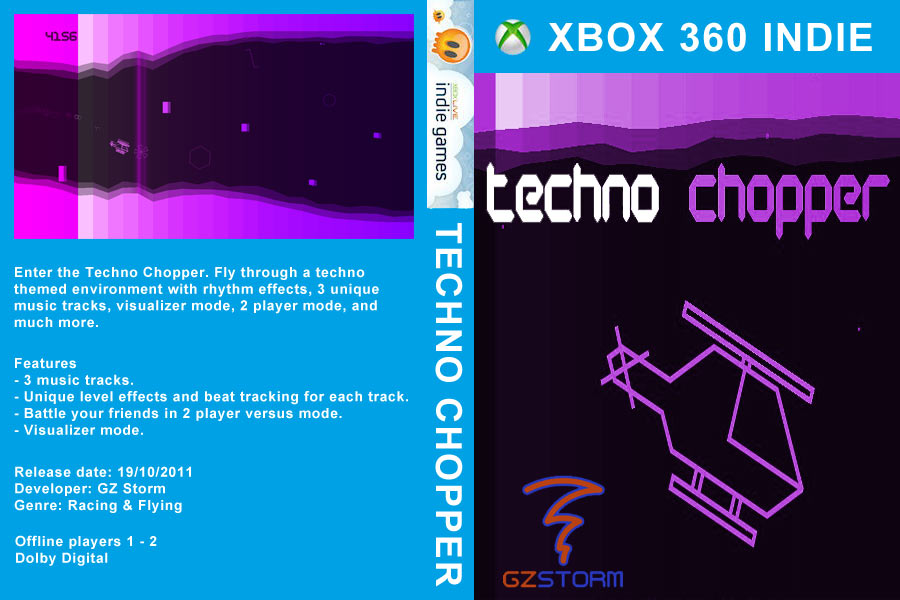 4156
Enter the Techno Chopper. Fly through a techno
themed environment with rhythm effects, 3 unique
music tracks, visualizer mode, 2 player mode, and
much more.
Features
- 3 music tracks.
- Unique level effects and beat tracking for each track.
- Battle your friends in 2 player versus mode.
- Visualizer mode.
Release date: 19/10/2011
Developer: GZ Storm
Genre: Racing & Flying
Offline players 1 - 2
Dolby Digital
XBOX LIVE
indie games
TECHNO CHOPPER
XBOX 360 INDIE
techno chopper
GZSTORM